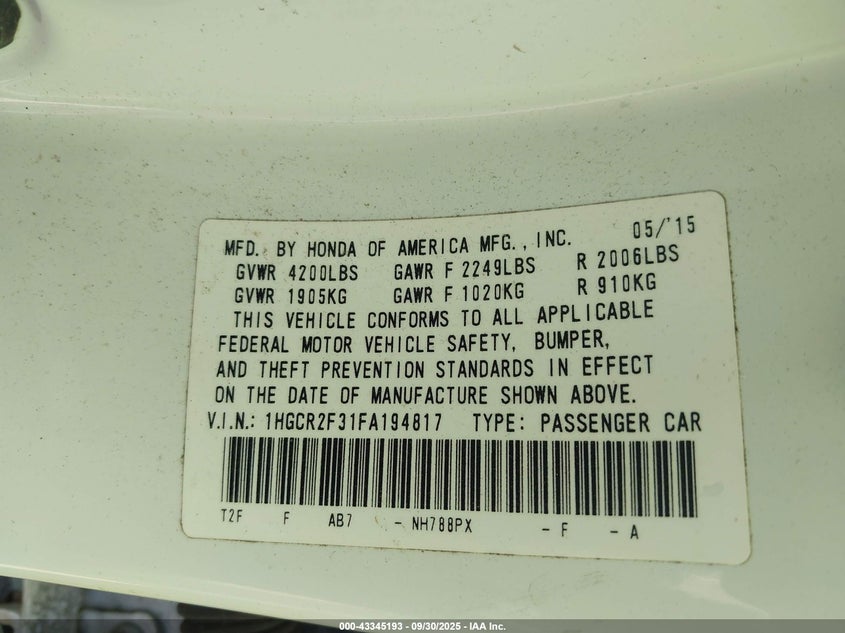 05/'15
MFD. BY HONDA OF AMERICA MFG., INC.
GVWR 4200LBS GAWR F 2249LBS R 2006LBS
GVWR 1905KG GAWR F 1020KG R 910KG
THIS VEHICLE CONFORMS TO ALL APPLICABLE
FEDERAL MOTOR VEHICLE SAFETY, BUMPER,
AND THEFT PREVENTION STANDARDS IN EFFECT
ON THE DATE OF MANUFACTURE SHOWN ABOVE.
V.I.N.: 1HGCR2F31FA194817 TYPE: PASSENGER CAR
T2F F AB7 - NH788PX - F - A
000-43345193 - 09/30/2025 - IAA Inc.